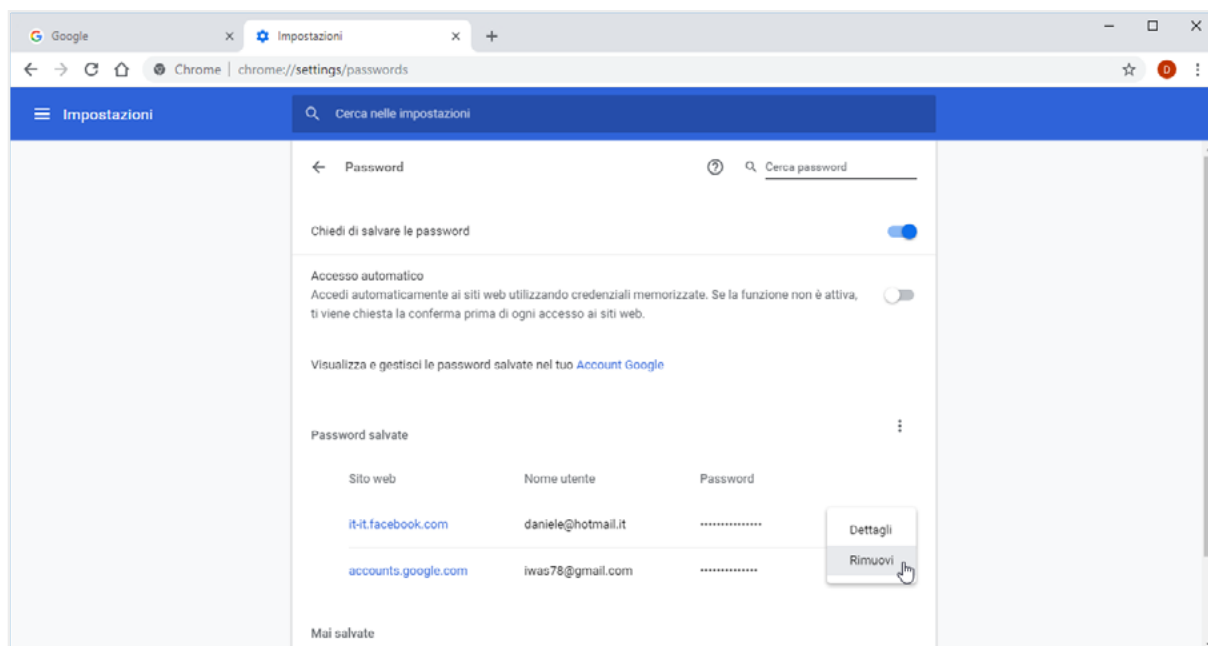 Google
Impostazioni
Chrome | chrome://settings/passwords
D
Impostazioni
Cerca nelle impostazioni
Password
Cerca password
Chiedi di salvare le password
Accesso automatico
Accedi automaticamente ai siti web utilizzando credenziali memorizzate. Se la funzione non è attiva,
ti viene chiesta la conferma prima di ogni accesso ai siti web.
Visualizza e gestisci le password salvate nel tuo Account Google
Password salvate
Sito web Nome utente Password
it-it.facebook.com daniele@hotmail.it •••••••••••••••
Dettagli
Rimuovi
accounts.google.com iwas78@gmail.com ••••••••••••••
Mai salvate